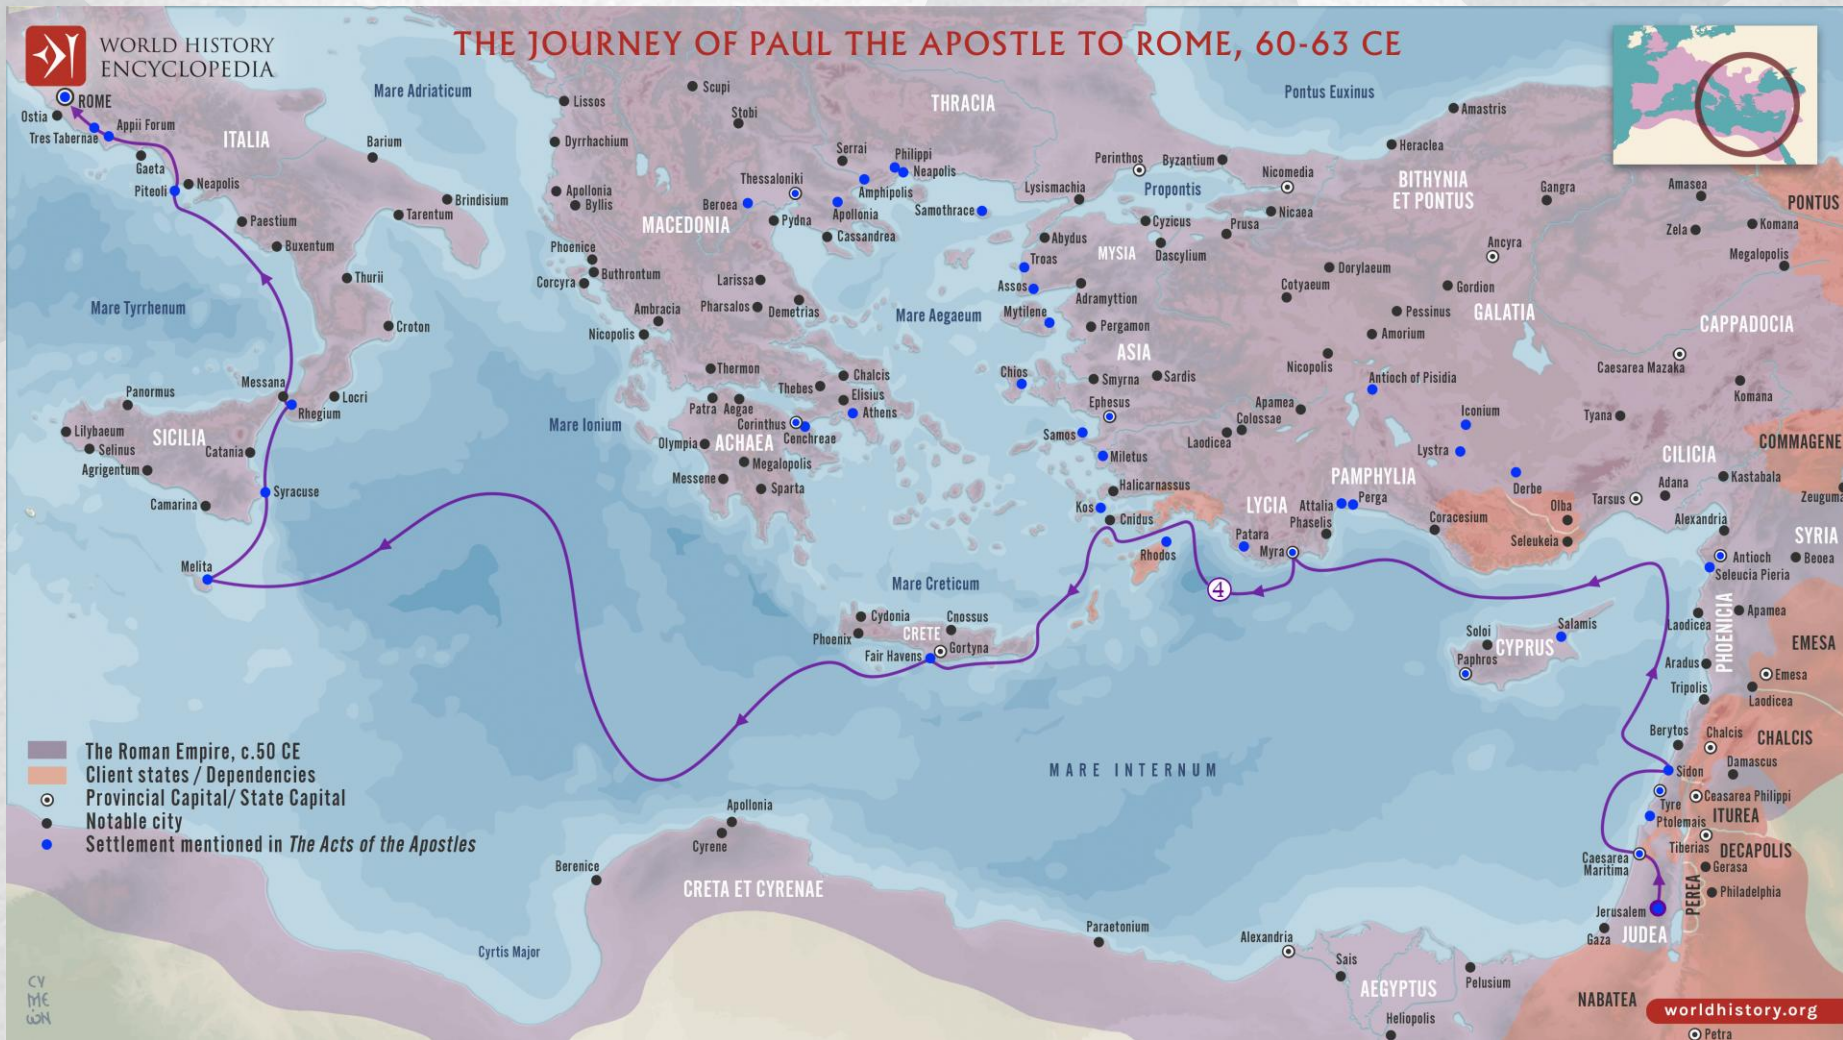 WORLD HISTORY
ENCYCLOPEDIA
THE JOURNEY OF PAUL THE APOSTLE TO ROME, 60-63 CE
Mare Adriaticum
Pontus Euxinus
ROME
Ostia
Tres Tabernae
Appii Forum
ITALIA
Gaeta
Piteoli
Neapolis
Barium
Brindisium
Tarentum
Paestium
Buxentum
Thurii
Croton
Mare Tyrrhenum
Messana
Rhegium
Locri
Panormus
Lilybaeum
Selinus
SICILIA
Agrigentum
Catania
Camarina
Syracuse
Melita
Lissos
Scupi
Stobi
THRACIA
Dyrrhachium
Apollonia
Byllis
Serrai
Philippi
Neapolis
Amphipolis
Thessaloniki
Beroea
Pydna
Apollonia
Cassandrea
Samothrace
MACEDONIA
Phoenice
Buthrontum
Corcyra
Larissa
Pharsalos
Demetrias
Ambracia
Nicopolis
Mare Aegaeum
Mare Ionium
Thermon
Thebes
Chalcis
Elisius
Athens
Patra
Aegae
Corinthus
Cenchreae
Olympia
ACHAEA
Megalopolis
Messene
Sparta
Mare Creticum
Cydonia
Cnossus
Phoenix
CRETE
Gortyna
Fair Havens
Perinthos
Byzantium
Lysismachia
Propontis
Nicomedia
Nicaea
Prusa
Cyzicus
Dascylium
Abydus
MYSIA
Troas
Assos
Adramyttion
Mytilene
Pergamon
ASIA
Chios
Smyrna
Sardis
Ephesus
Samos
Miletus
Halicarnassus
Kos
Cnidus
Rhodos
Amastris
Heraclea
BITHYNIA
ET PONTUS
Gangra
Amasea
PONTUS
Komana
Zela
Megalopolis
Ancyra
Dorylaeum
Cotyaeum
Gordion
Pessinus
GALATIA
Amorium
CAPPADOCIA
Nicopolis
Caesarea Mazaka
Antioch of Pisidia
Komana
Apamea
Colossae
Laodicea
Iconium
Tyana
Lystra
COMMAGENE
CILICIA
PAMPHYLIA
Derbe
Kastabala
Adana
Tarsus
Zeuguma
LYCIA
Attalia
Perga
Phaselis
Patara
Myra
Coracesium
Olba
Seleukeia
Alexandria
SYRIA
Antioch
Beoea
Seleucia Pieria
4
Salamis
Soloi
CYPRUS
Paphros
Laodicea
Apamea
PHOENICIA
EMESA
Aradus
Emesa
Tripolis
Laodicea
Berytos
Chalcis
CHALCIS
Sidon
Damascus
Tyre
Ceasarea Philippi
Ptolemais
ITUREA
Tiberias
DECAPOLIS
Caesarea
Maritima
Gerasa
PEREA
Philadelphia
Jerusalem
Gaza
JUDEA
MARE INTERNUM
The Roman Empire, c.50 CE
Client states / Dependencies
Provincial Capital/ State Capital
Notable city
Settlement mentioned in The Acts of the Apostles
Apollonia
Cyrene
Berenice
CRETA ET CYRENAE
Cyrtis Major
Paraetonium
Alexandria
Sais
Pelusium
AEGYPTUS
Heliopolis
NABATEA
Petra
worldhistory.org